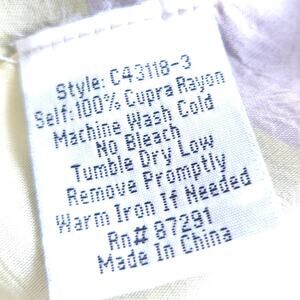 Style: C43118-3
Self:100% Cupra Rayon
Machine Wash Cold
No Bleach
Tumble Dry Low
Remove Promptly
Warm Iron If Needed
Rn# 87291
Made In China